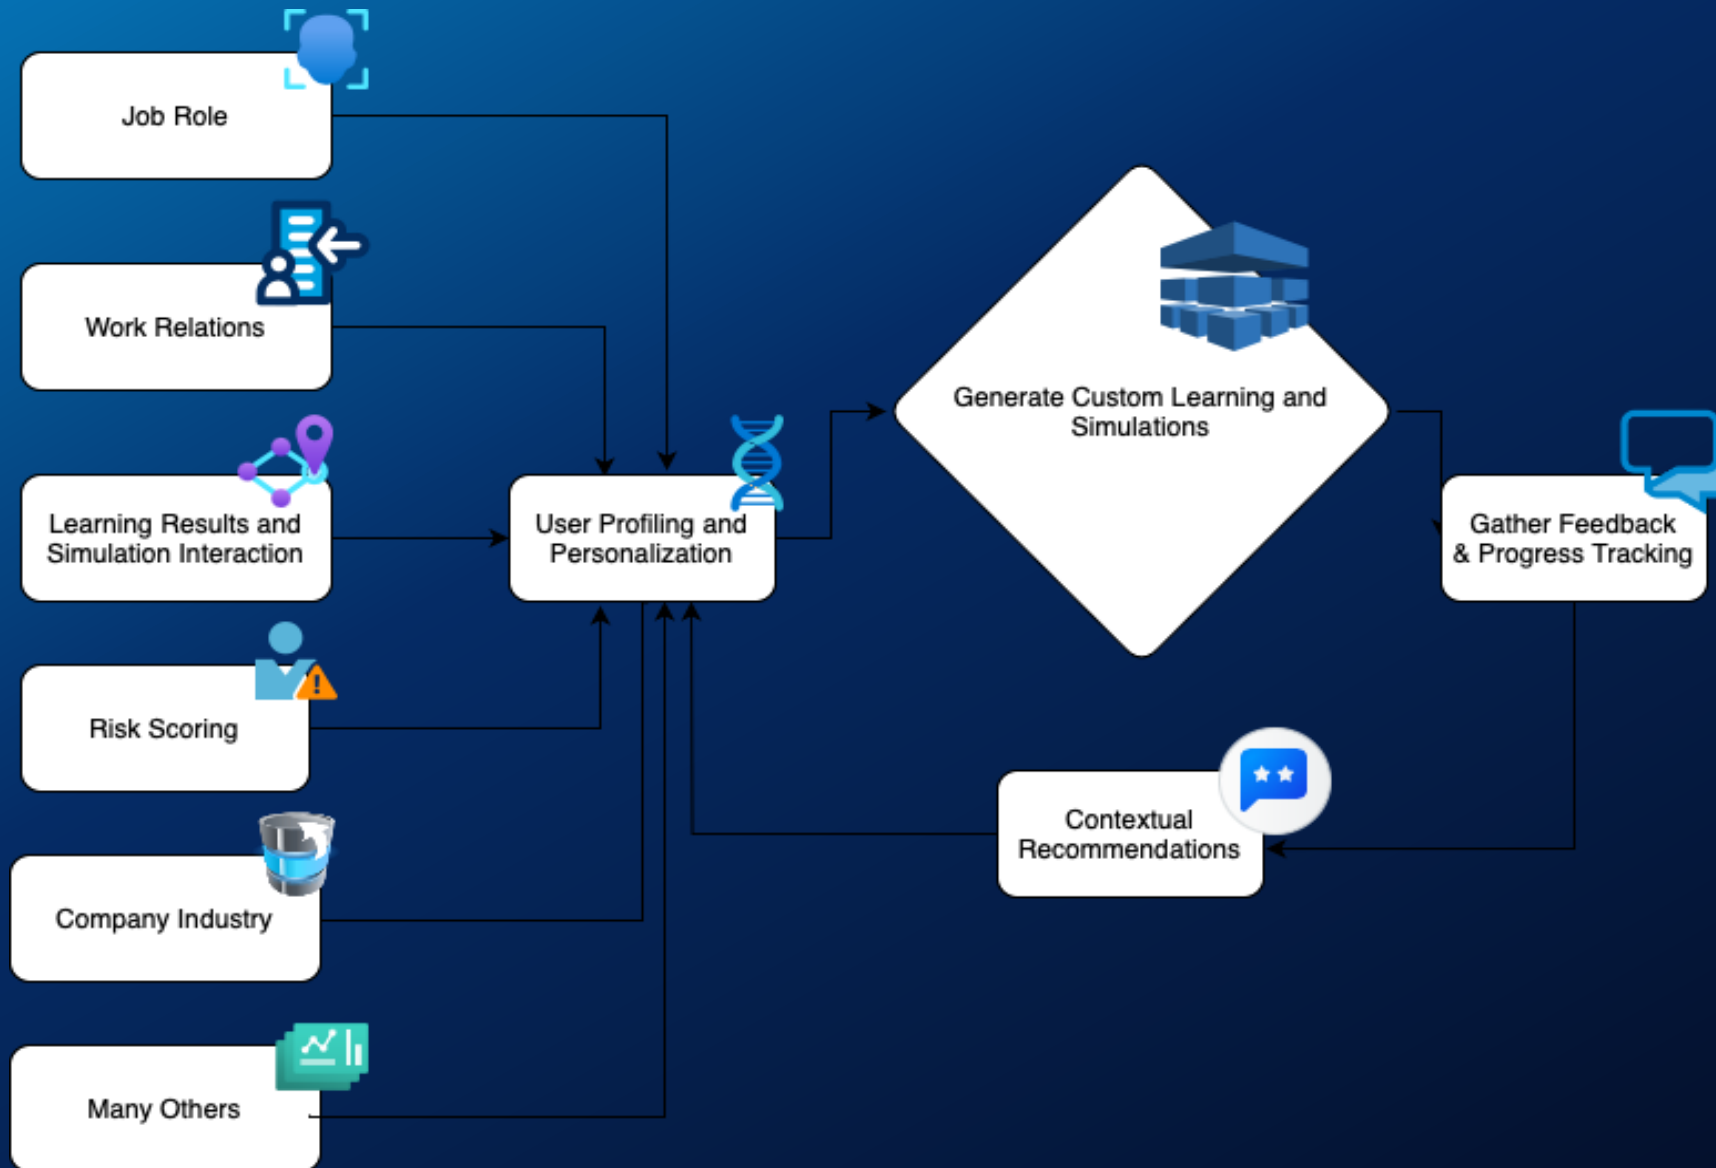 Job Role
Work Relations
Learning Results and
Simulation Interaction
Risk Scoring
Company Industry
Many Others
User Profiling and
Personalization
Generate Custom Learning and
Simulations
Gather Feedback
& Progress Tracking
Contextual
Recommendations